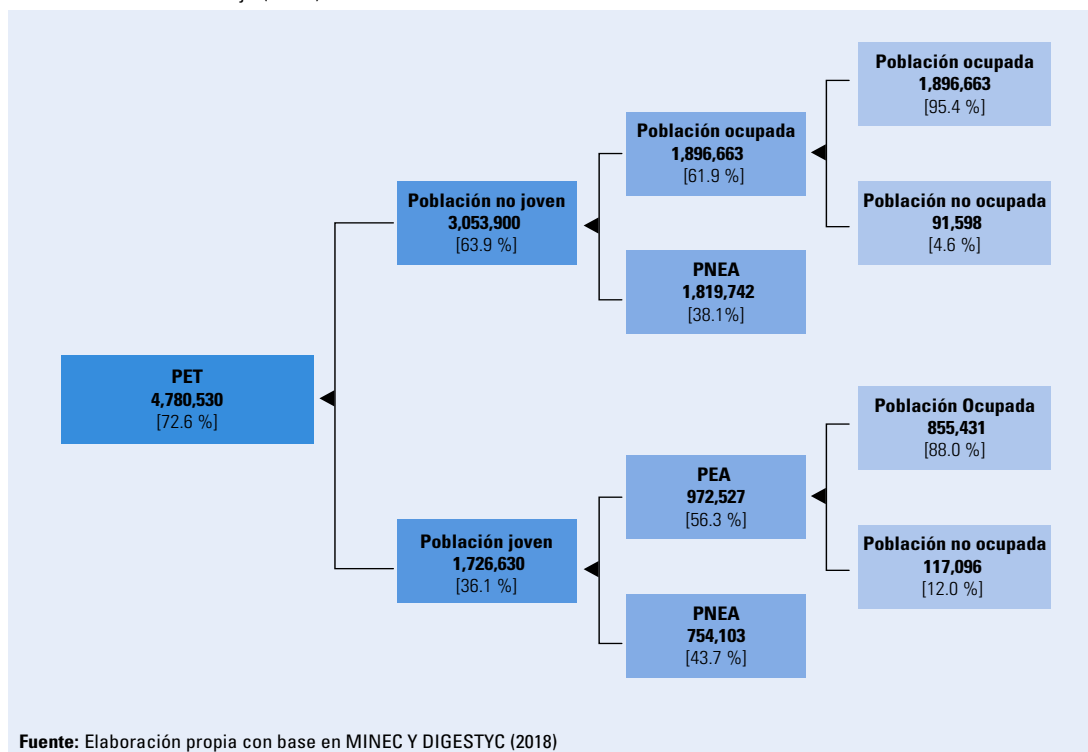 PET
4,780,530
[72.6 %]
Población no joven
3,053,900
[63.9 %]
Población ocupada
1,896,663
[61.9 %]
Población ocupada
1,896,663
[95.4 %]
Población no ocupada
91,598
[4.6 %]
PNEA
1,819,742
[38.1%]
Población joven
1,726,630
[36.1 %]
PEA
972,527
[56.3 %]
Población Ocupada
855,431
[88.0 %]
Población no ocupada
117,096
[12.0 %]
PNEA
754,103
[43.7 %]
Fuente: Elaboración propia con base en MINEC Y DIGESTYC (2018)